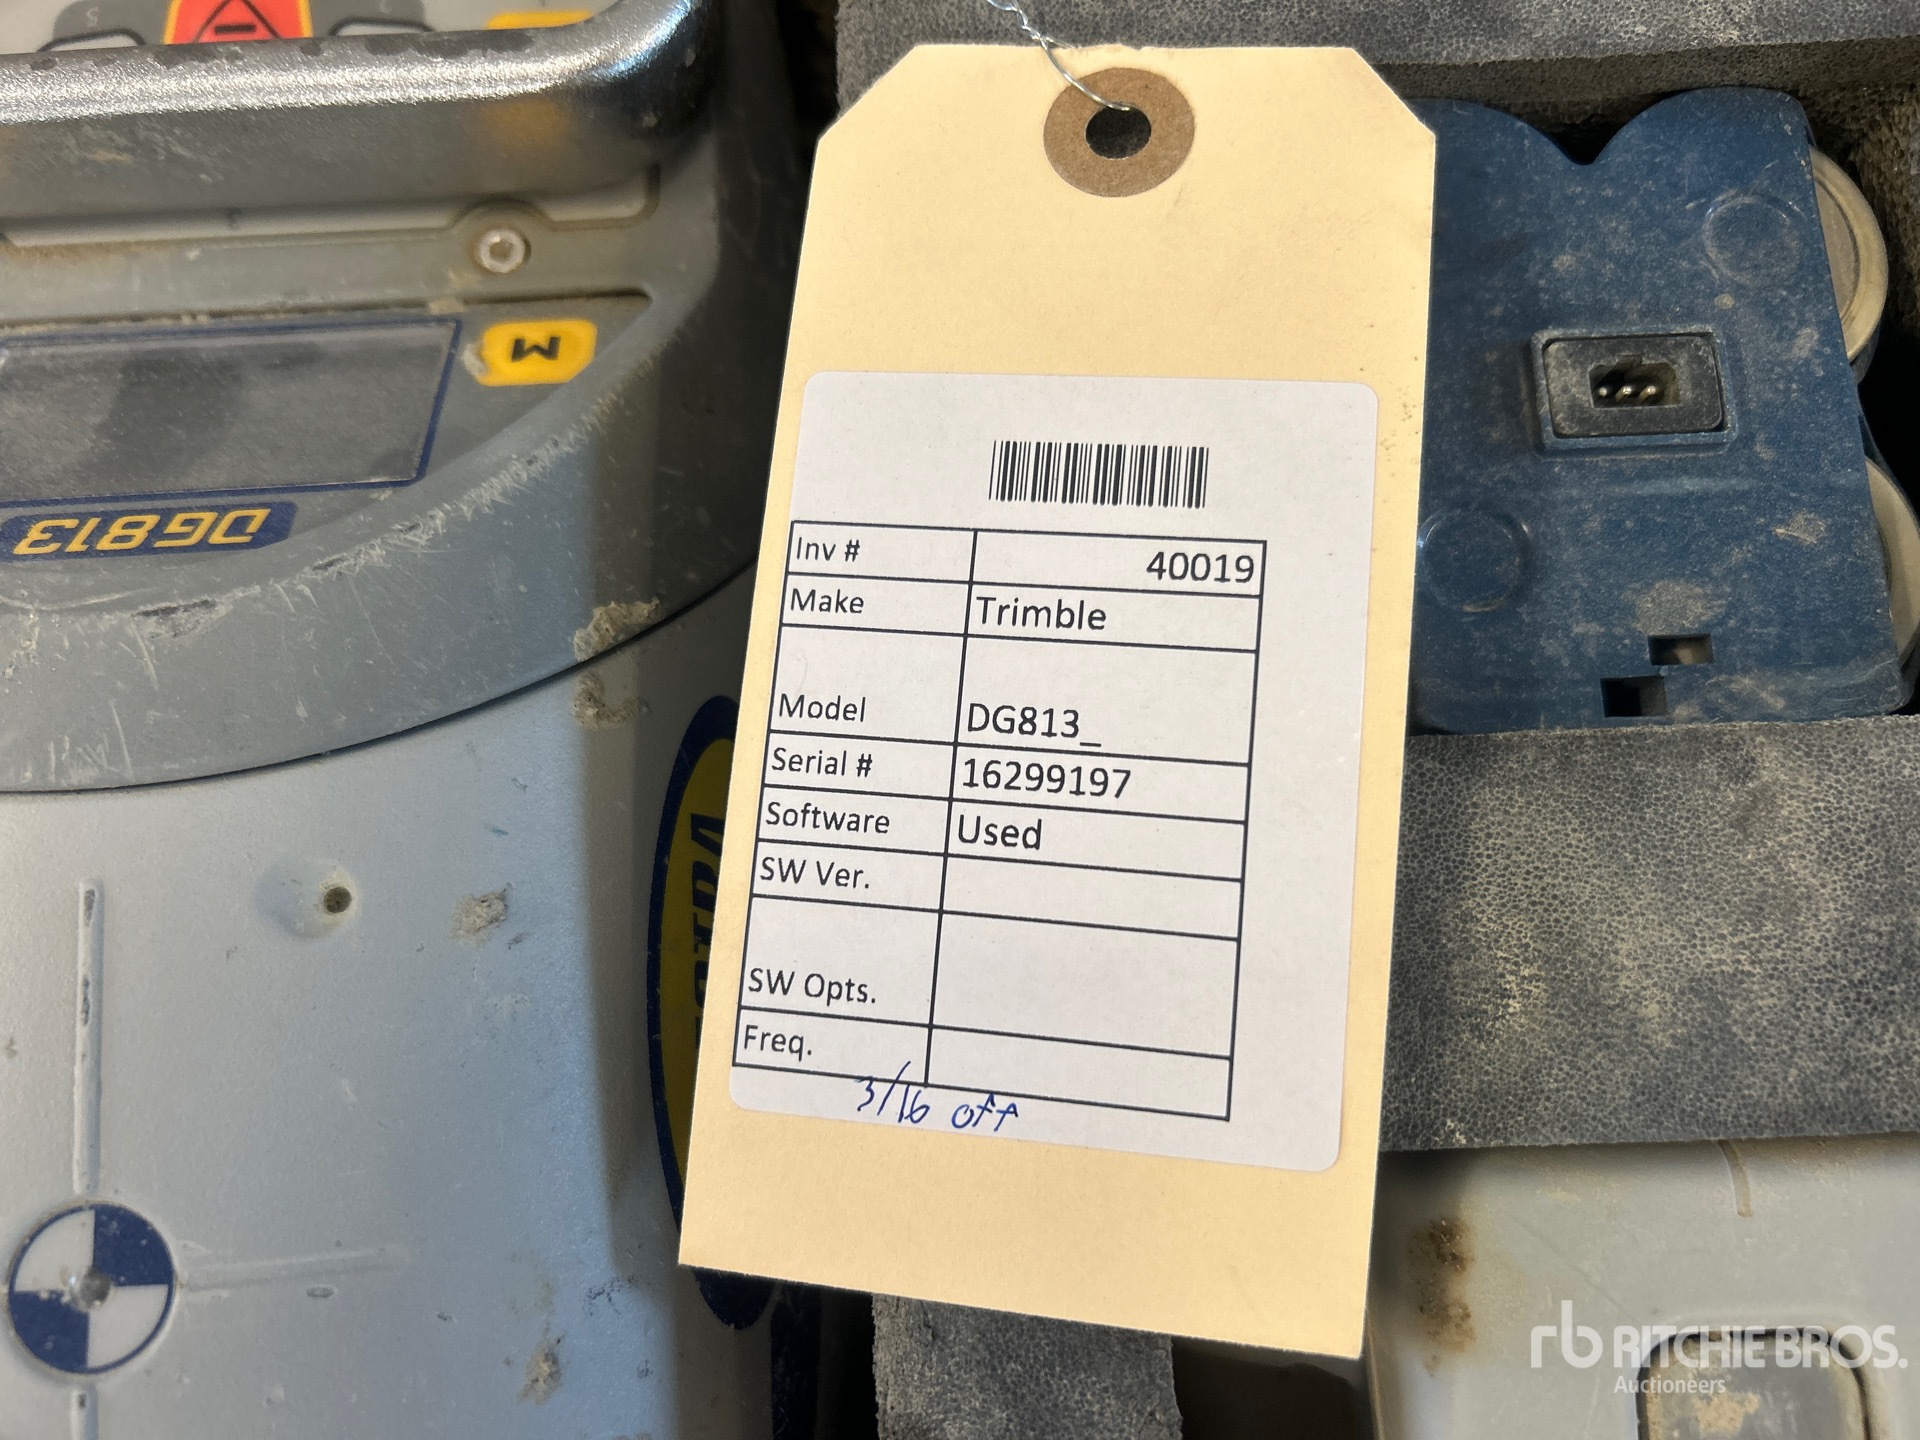 M
DG813
Inv # 40019
Make Trimble
Model DG813_
Serial # 16299197
Software Used
SW Ver.
SW Opts.
Freq.
3/16 off
rb RITCHIE BROS.
Auctioneers